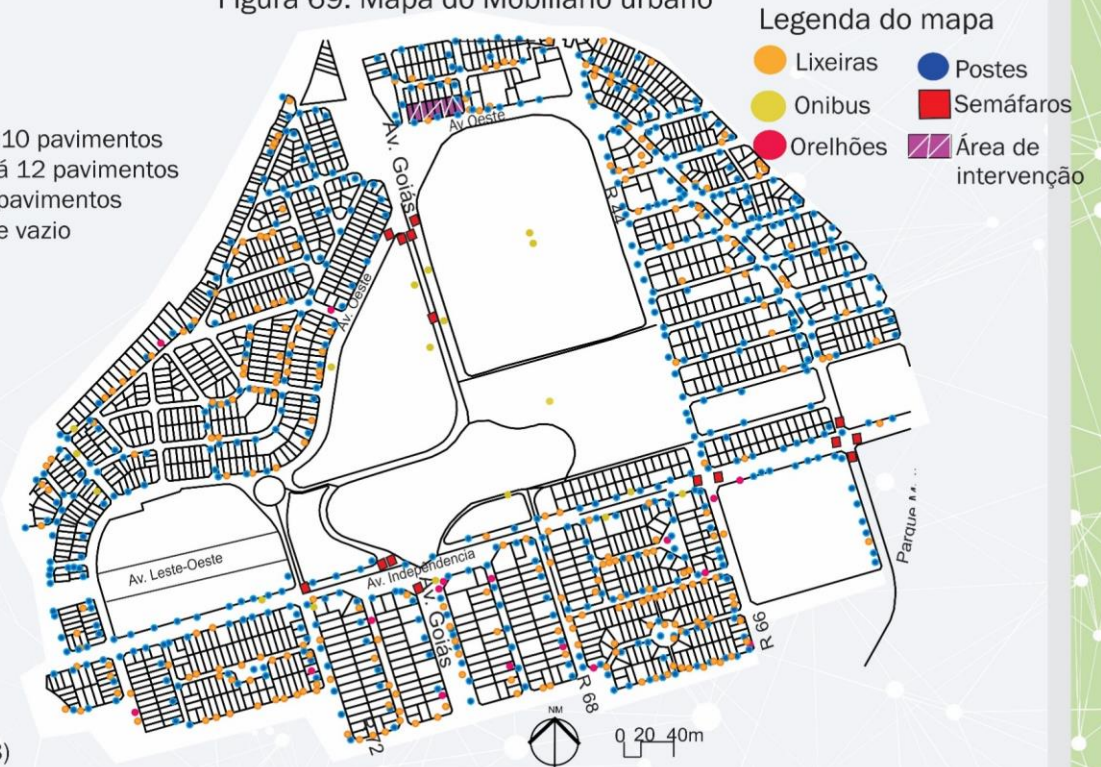 Figura 69: Mapa do Mobiliário urbano
Legenda do mapa
Lixeiras
Postes
Onibus
Semáfaros
Orelhões
Área de
intervenção
10 pavimentos
á 12 pavimentos
pavimentos
e vazio
Av Oeste
Av. Goiás
R 44
Av. Oeste
Av. Leste-Oeste
Av. Independencia
Av. Goiás
Parque
R 66
R 68
72
NM
0 20 40m